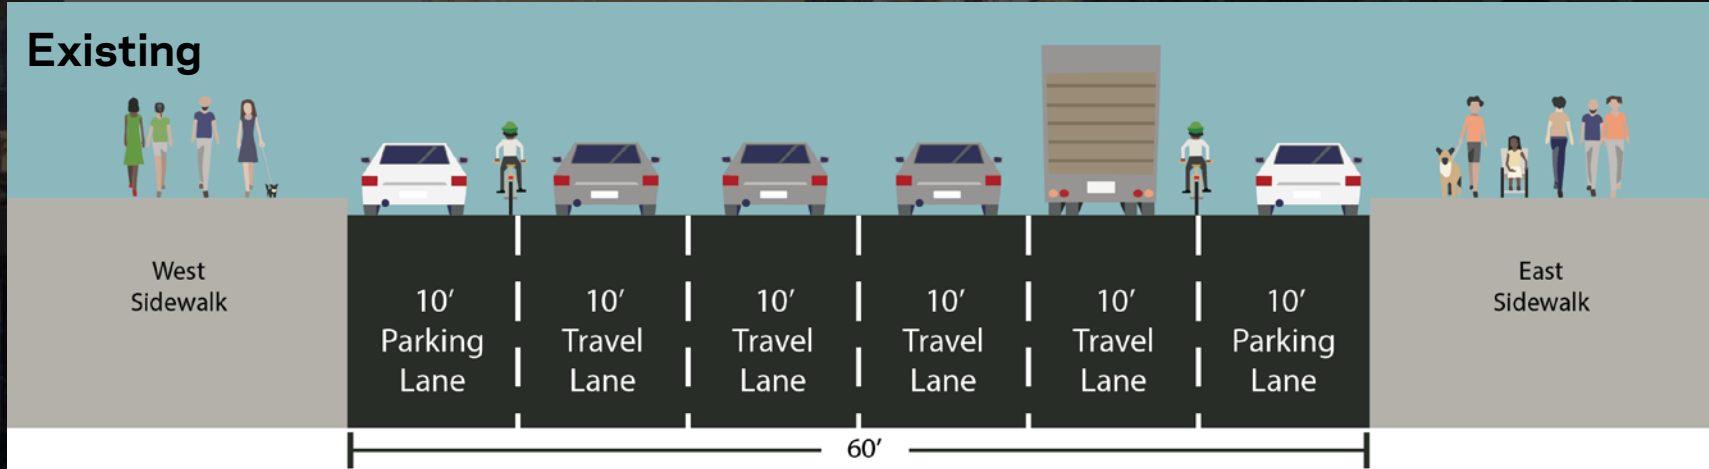 Existing
West
Sidewalk
10′
Parking
Lane
10′
Travel
Lane
10′
Travel
Lane
10′
Travel
Lane
10′
Travel
Lane
10′
Parking
Lane
East
Sidewalk
60′